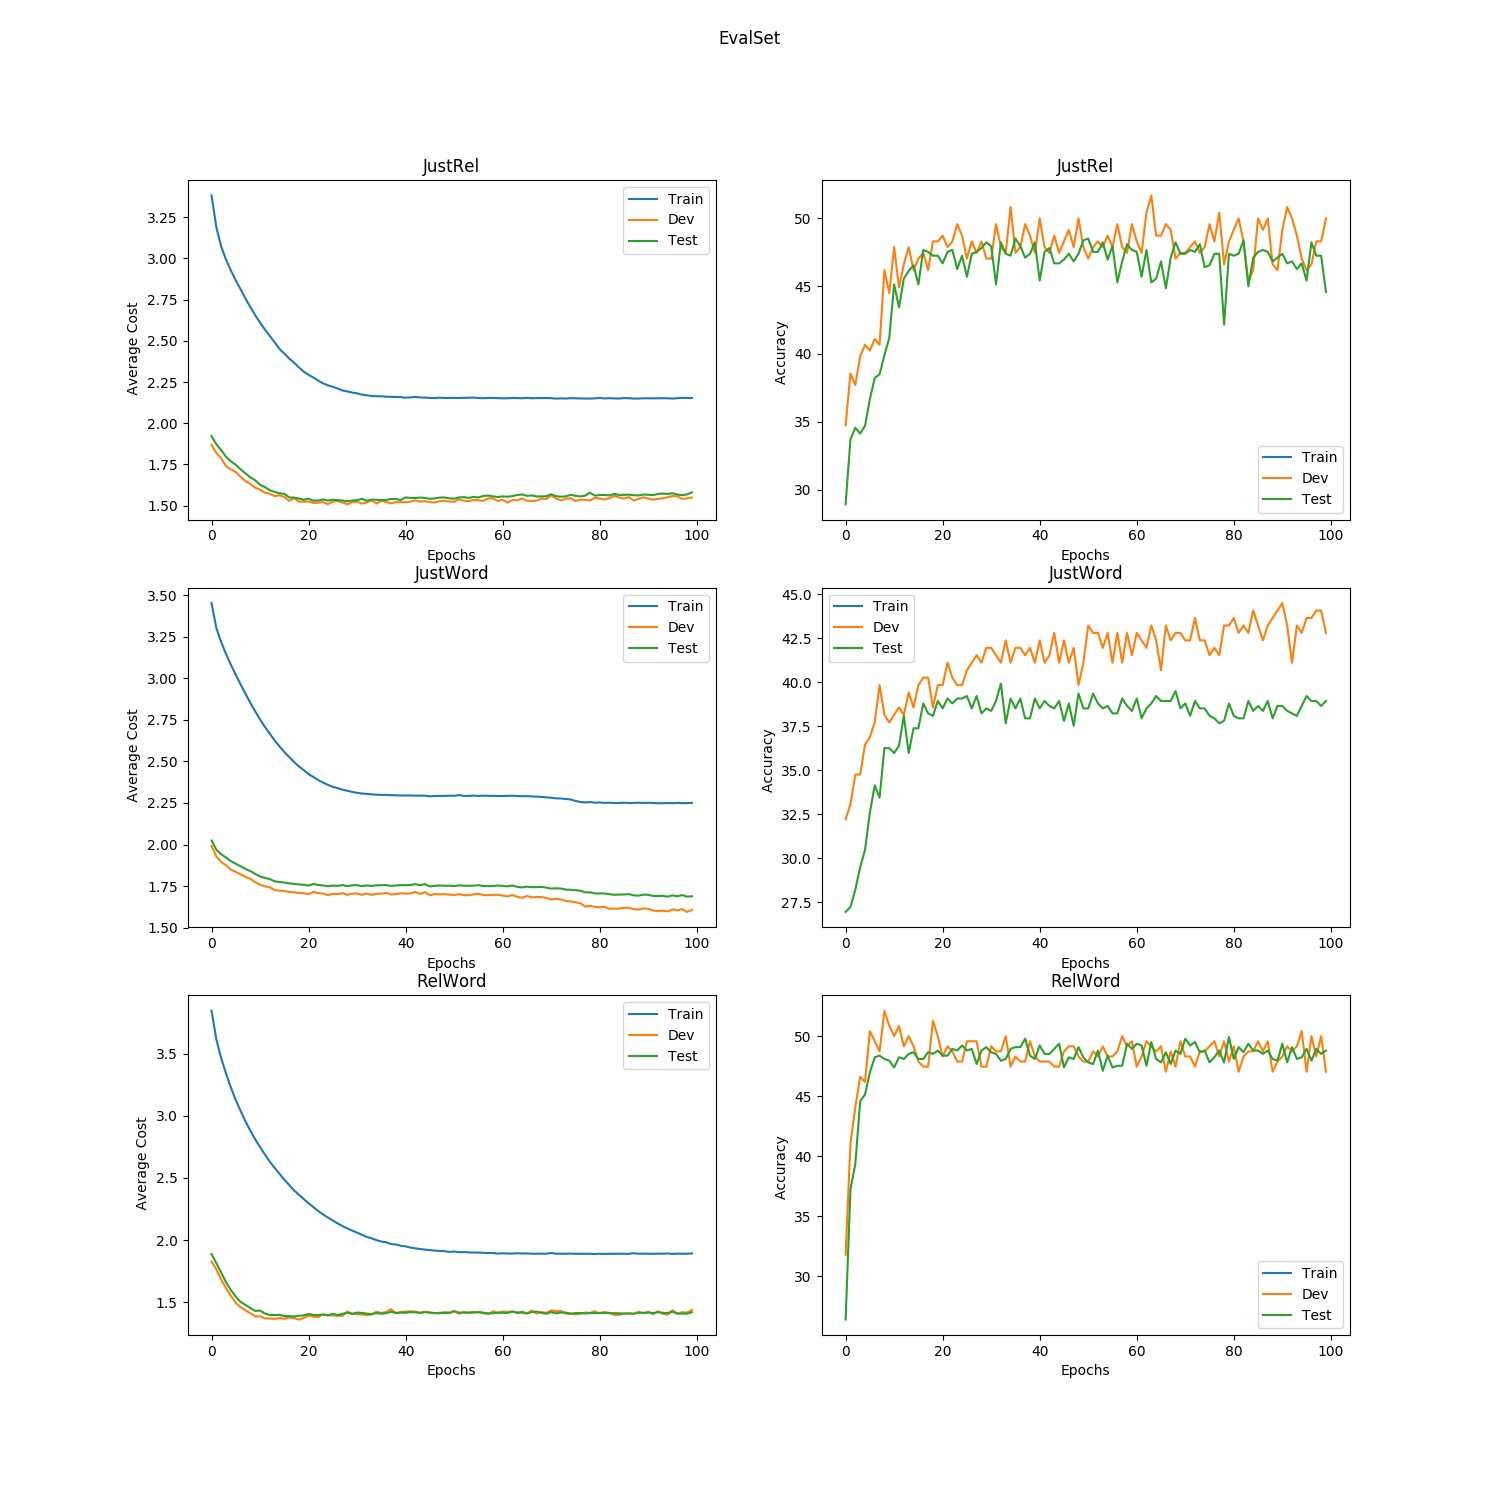 EvalSet
JustRel
Average Cost
3.25
3.00
2.75
2.50
2.25
2.00
1.75
1.50
Train
Dev
Test
0 20 40 60 80 100
Epochs
JustRel
Accuracy
50
45
40
35
30
Train
Dev
Test
0 20 40 60 80 100
Epochs
JustWord
Average Cost
3.50
3.25
3.00
2.75
2.50
2.25
2.00
1.75
1.50
Train
Dev
Test
0 20 40 60 80 100
Epochs
JustWord
Accuracy
45.0
42.5
40.0
37.5
35.0
32.5
30.0
27.5
Train
Dev
Test
0 20 40 60 80 100
Epochs
RelWord
Average Cost
3.5
3.0
2.5
2.0
1.5
Train
Dev
Test
0 20 40 60 80 100
Epochs
RelWord
Accuracy
50
45
40
35
30
Train
Dev
Test
0 20 40 60 80 100
Epochs